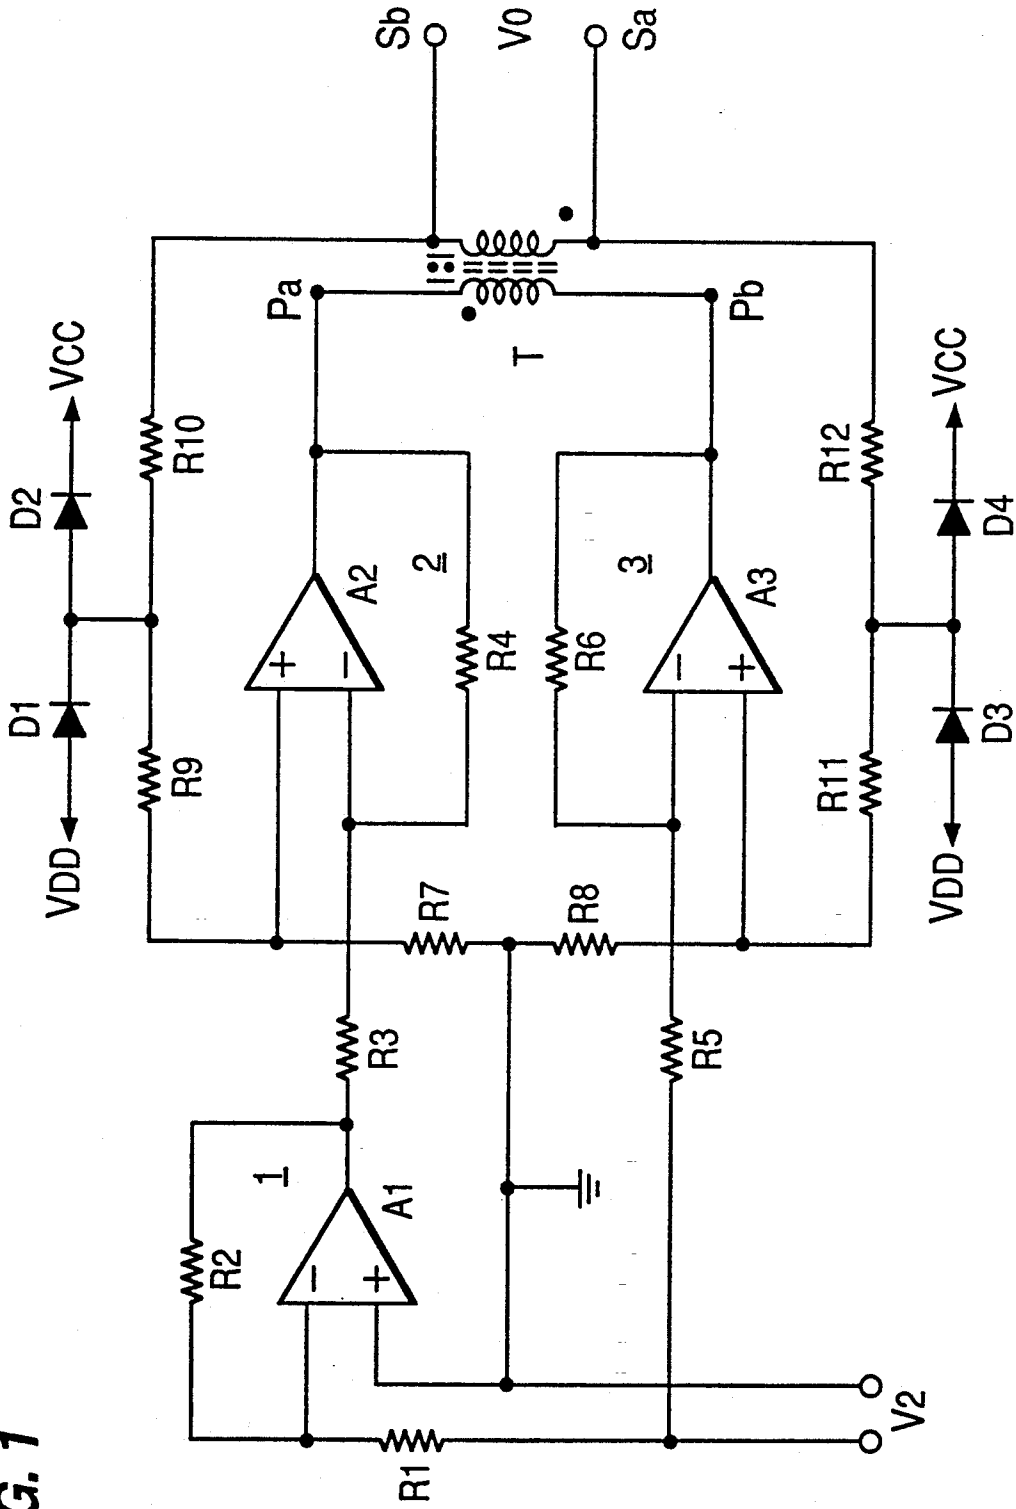 G. 1
VDD
D1
D2
VCC
R9
R10
Sb
V0
Sa
Pa
Pb
T
A2
2
R4
R6
3
A3
R7
R8
R3
R5
R2
1
A1
R1
V2
R11
R12
VDD
D3
D4
VCC
+
−
−
+
−
+